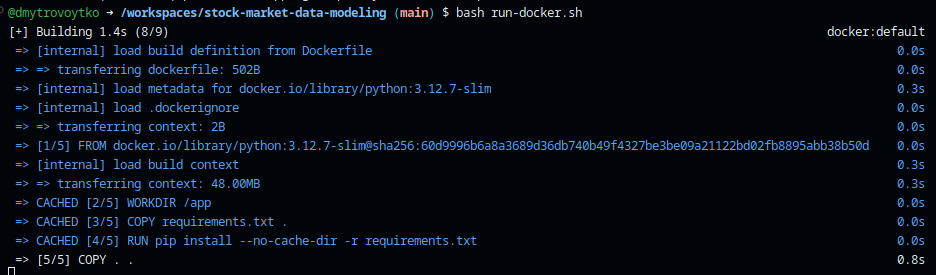 @dmytrovoytko ➜ /workspaces/stock-market-data-modeling (main) $ bash run-docker.sh
[+] Building 1.4s (8/9) docker:default
=> [internal] load build definition from Dockerfile 0.0s
=> => transferring dockerfile: 502B 0.0s
=> [internal] load metadata for docker.io/library/python:3.12.7-slim 0.3s
=> [internal] load .dockerignore 0.0s
=> => transferring context: 2B 0.0s
=> [1/5] FROM docker.io/library/python:3.12.7-slim@sha256:60d9996b6a8a3689d36db740b49f4327be3be09a21122bd02fb8895abb38b50d 0.0s
=> [internal] load build context 0.3s
=> => transferring context: 48.00MB 0.3s
=> CACHED [2/5] WORKDIR /app 0.0s
=> CACHED [3/5] COPY requirements.txt . 0.0s
=> CACHED [4/5] RUN pip install --no-cache-dir -r requirements.txt 0.0s
=> [5/5] COPY . . 0.8s